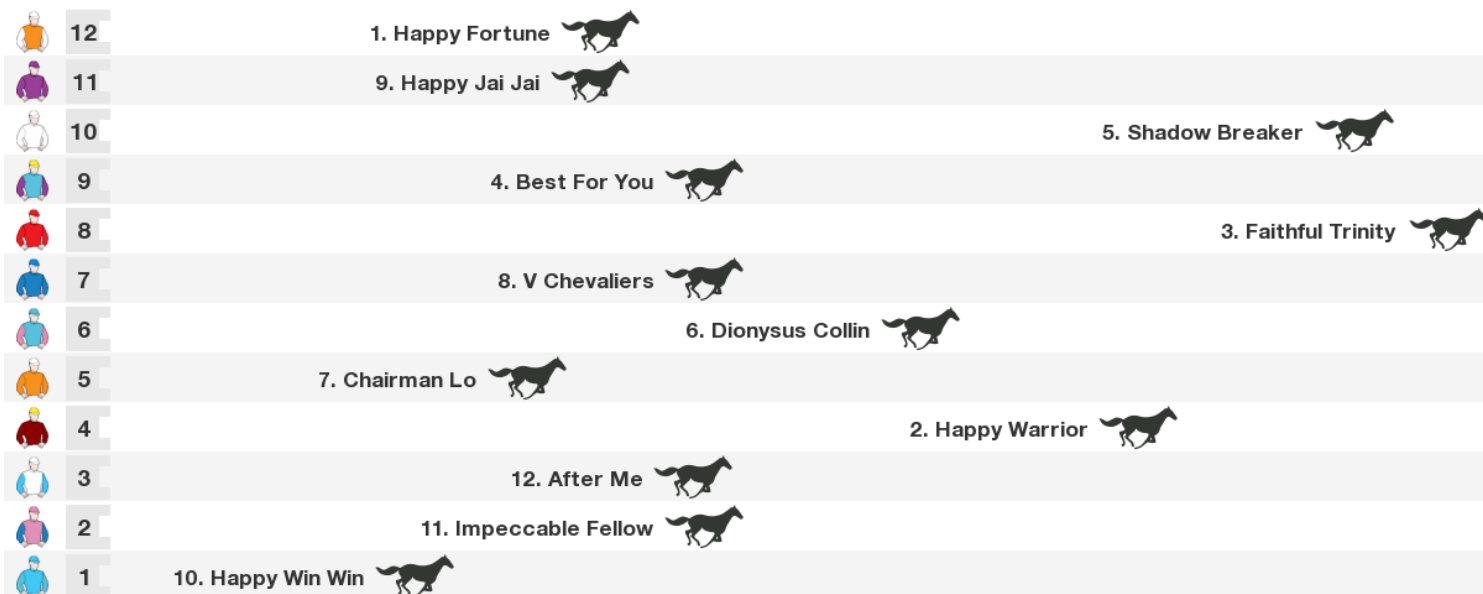 12 1. Happy Fortune
11 9. Happy Jai Jai
10 5. Shadow Breaker
9 4. Best For You
8 3. Faithful Trinity
7 8. V Chevaliers
6 6. Dionysus Collin
5 7. Chairman Lo
4 2. Happy Warrior
3 12. After Me
2 11. Impeccable Fellow
1 10. Happy Win Win